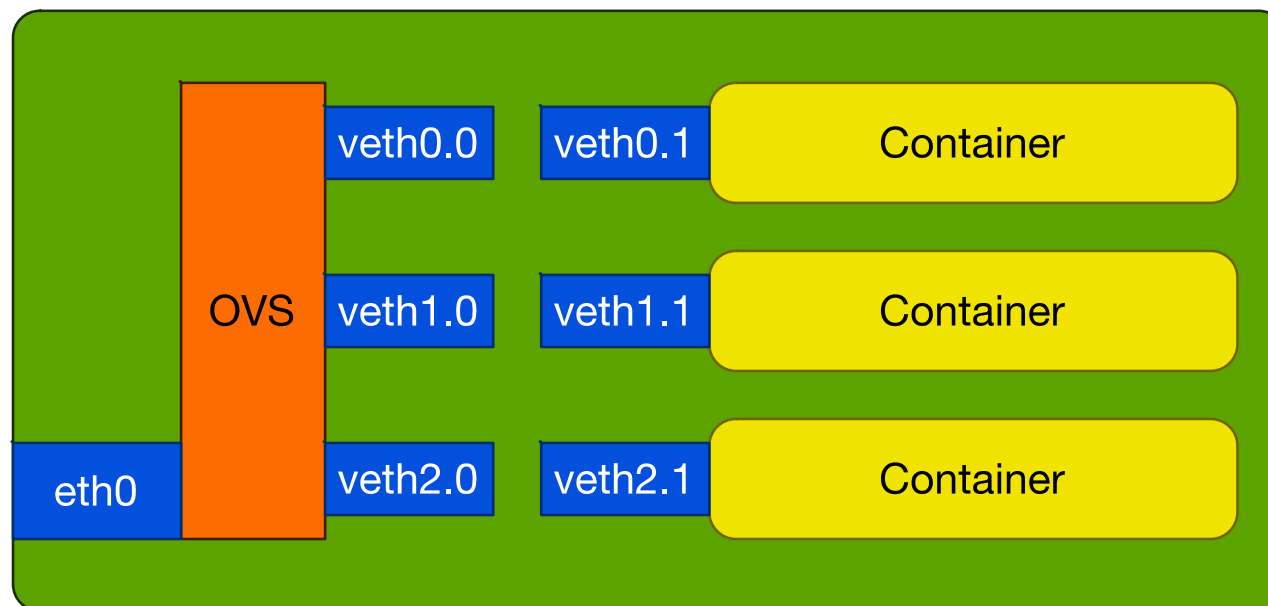 veth0.0
veth0.1
Container
OVS
veth1.0
veth1.1
Container
eth0
veth2.0
veth2.1
Container